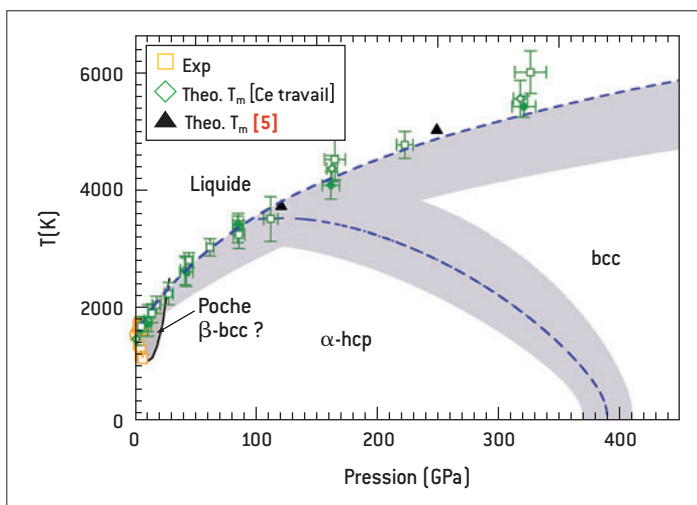 Exp
Theo. Tm [Ce travail]
Theo. Tm [5]
6000
4000
2000
0
T(K)
Liquide
bcc
Poche
β-bcc ?
α-hcp
0
100
200
300
400
Pression (GPa)